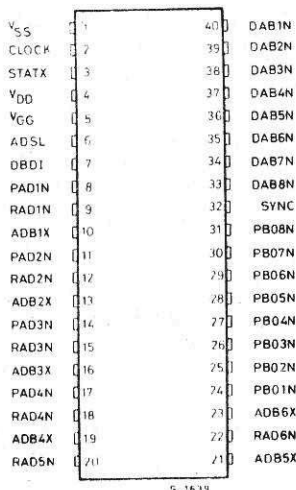 VSS 1 40 DAB1N
CLOCK 2 39 DAB2N
STATX 3 38 DAB3N
VDD 4 37 DAB4N
VGG 5 36 DAB5N
ADSL 6 35 DAB6N
DBDI 7 34 DAB7N
PAD1N 8 33 DAB8N
RAD1N 9 32 SYNC
ADB1X 10 31 PB08N
PAD2N 11 30 PB07N
RAD2N 12 29 PB06N
ADB2X 13 28 PB05N
PAD3N 14 27 PB04N
RAD3N 15 26 PB03N
ADB3X 16 25 PB02N
PAD4N 17 24 PB01N
RAD4N 18 23 ADB6X
ADB4X 19 22 RAD6N
RAD5N 20 21 ADB5X